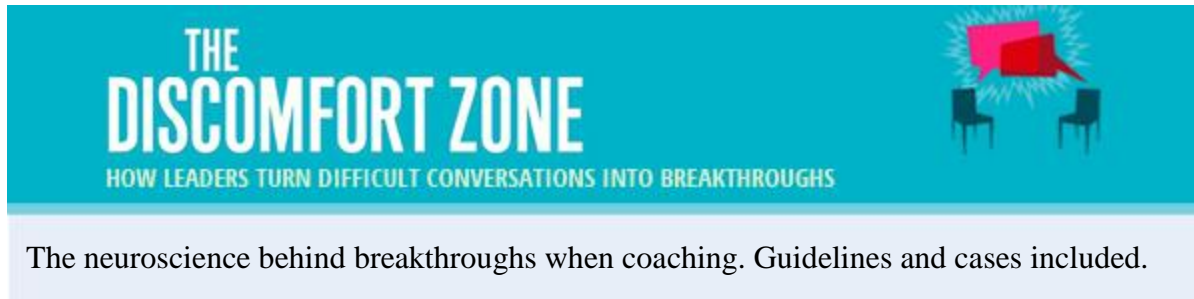 THE
DISCOMFORT ZONE
HOW LEADERS TURN DIFFICULT CONVERSATIONS INTO BREAKTHROUGHS
The neuroscience behind breakthroughs when coaching. Guidelines and cases included.